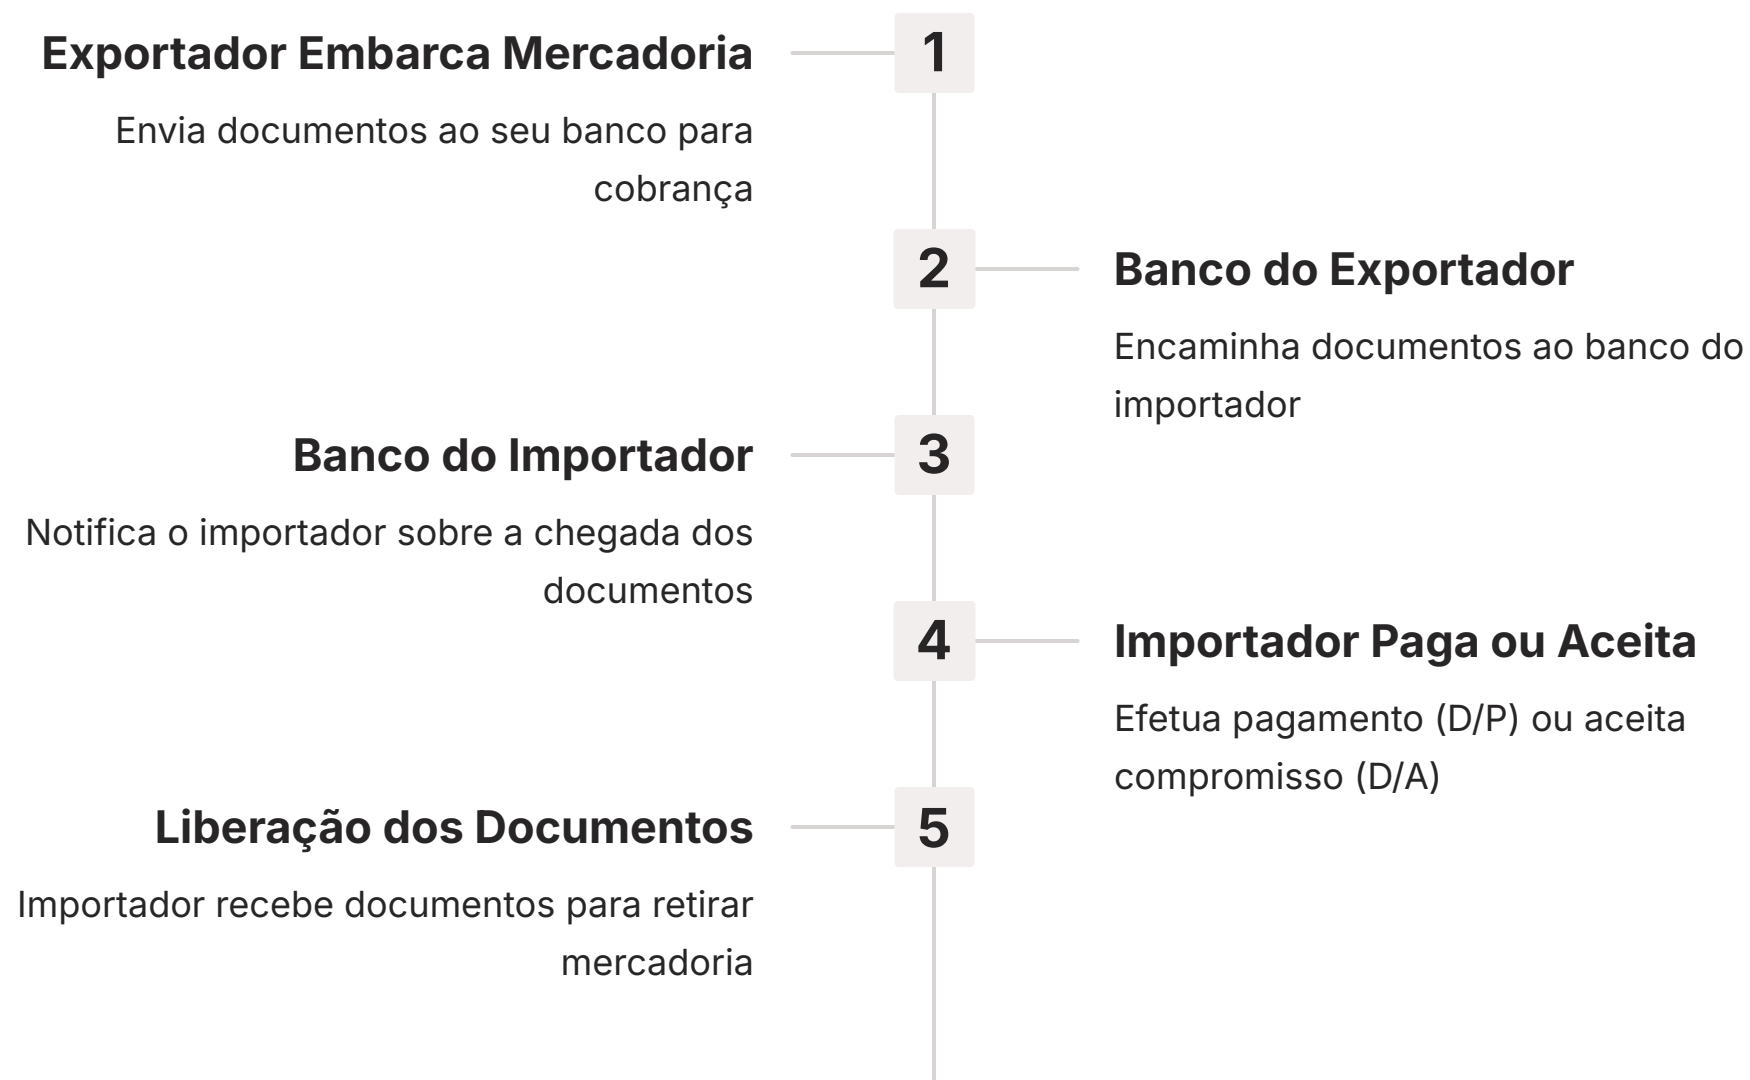 Exportador Embarca Mercadoria
1
Envia documentos ao seu banco para
cobrança
2
Banco do Exportador
Encaminha documentos ao banco do
importador
Banco do Importador
3
Notifica o importador sobre a chegada dos
documentos
4
Importador Paga ou Aceita
Efetua pagamento (D/P) ou aceita
compromisso (D/A)
Liberação dos Documentos
5
Importador recebe documentos para retirar
mercadoria